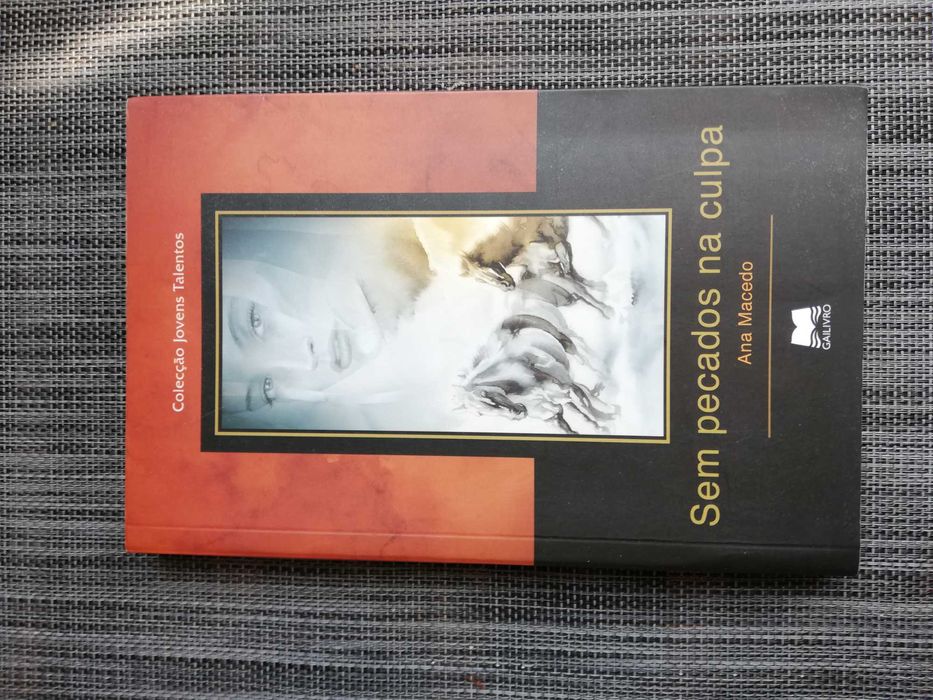 Colecção Jovens Talentos
Sem pecados na culpa
Ana Macedo
GAILIVRO